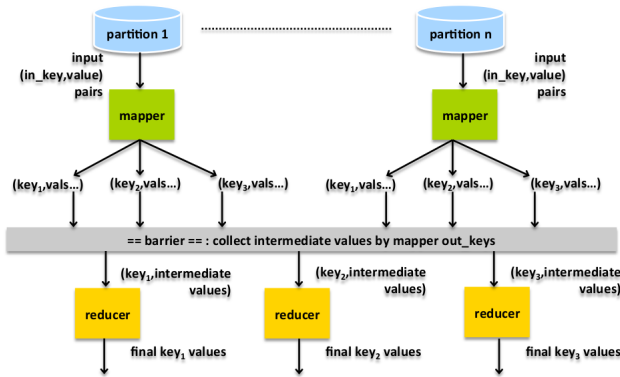 partition 1
partition n
input
(in_key,value)
pairs
input
(in_key,value)
pairs
mapper
mapper
(key₁,vals...)
(key₂,vals...)
(key₃,vals...)
(key₁,vals...)
(key₂,vals...)
(key₃,vals...)
== barrier == : collect intermediate values by mapper out_keys
(key₁,intermediate
values)
(key₂,intermediate
values)
(key₃,intermediate
values)
reducer
reducer
reducer
final key₁ values
final key₂ values
final key₃ values